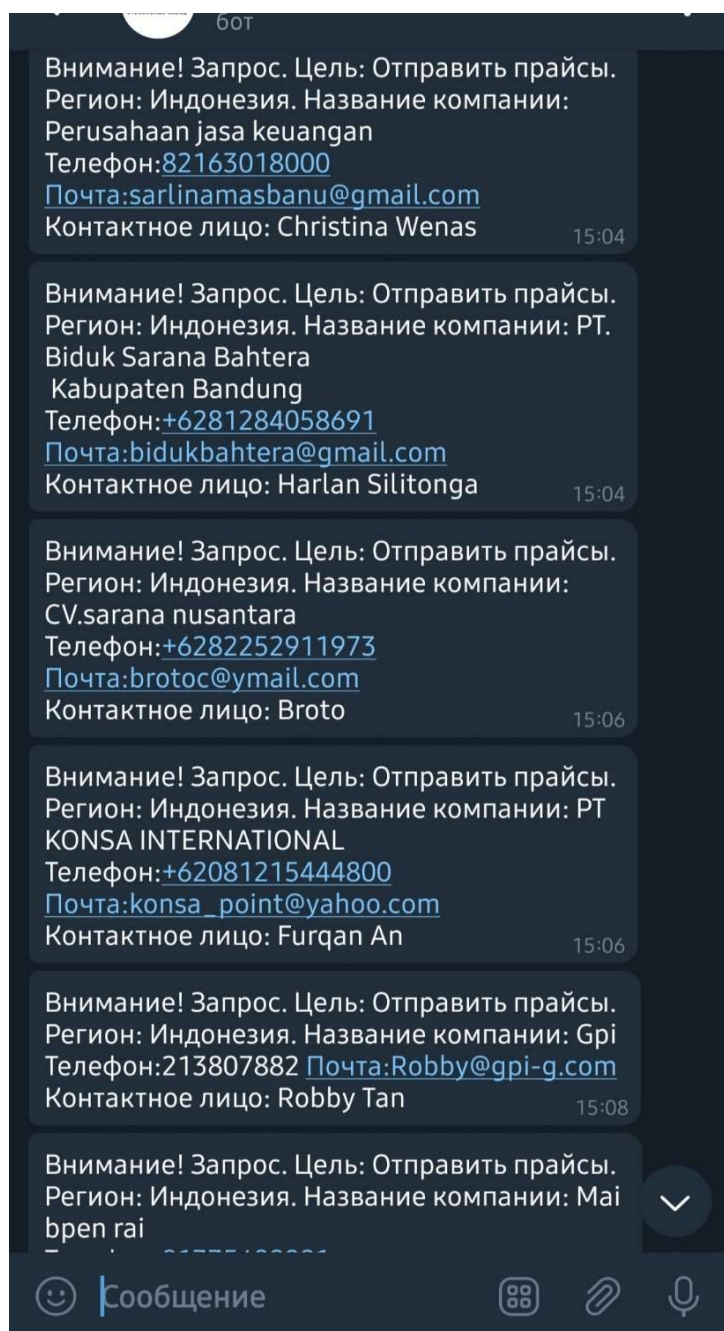 бот
Внимание! Запрос. Цель: Отправить прайсы.
Регион: Индонезия. Название компании:
Perusahaan jasa keuangan
Телефон:82163018000
Почта:sarlinamasbanu@gmail.com
Контактное лицо: Christina Wenas 15:04
Внимание! Запрос. Цель: Отправить прайсы.
Регион: Индонезия. Название компании: PT.
Biduk Sarana Bahtera
Kabupaten Bandung
Телефон:+6281284058691
Почта:bidukbahtera@gmail.com
Контактное лицо: Harlan Silitonga 15:04
Внимание! Запрос. Цель: Отправить прайсы.
Регион: Индонезия. Название компании:
CV.sarana nusantara
Телефон:+6282252911973
Почта:brotoc@ymail.com
Контактное лицо: Broto 15:06
Внимание! Запрос. Цель: Отправить прайсы.
Регион: Индонезия. Название компании: PT
KONSA INTERNATIONAL
Телефон:+62081215444800
Почта:konsa_point@yahoo.com
Контактное лицо: Furqan An 15:06
Внимание! Запрос. Цель: Отправить прайсы.
Регион: Индонезия. Название компании: Gpi
Телефон:213807882 Почта:Robby@gpi-g.com
Контактное лицо: Robby Tan 15:08
Внимание! Запрос. Цель: Отправить прайсы.
Регион: Индонезия. Название компании: Mai
bpen rai
Сообщение